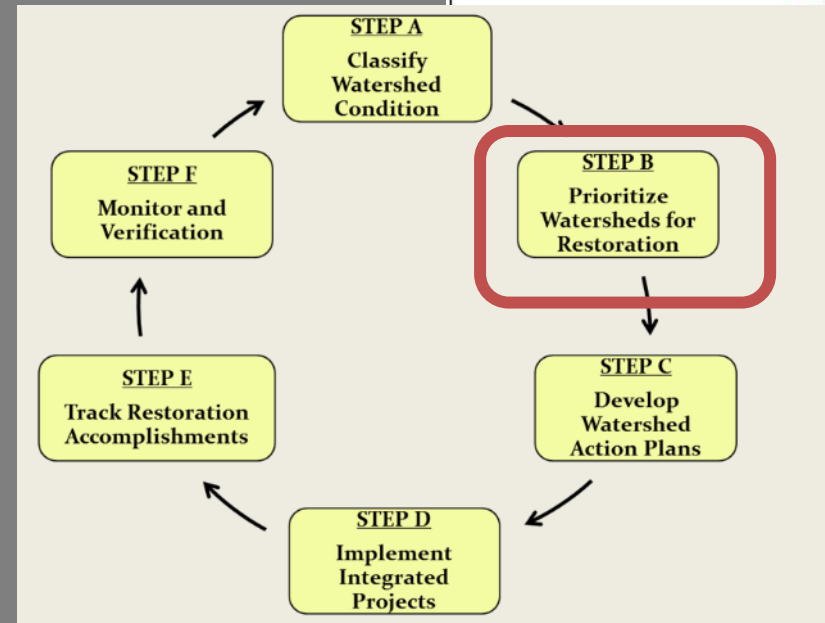 STEP A
Classify
Watershed
Condition
STEP B
Prioritize
Watersheds for
Restoration
STEP C
Develop
Watershed
Action Plans
STEP D
Implement
Integrated
Projects
STEP E
Track Restoration
Accomplishments
STEP F
Monitor and
Verification